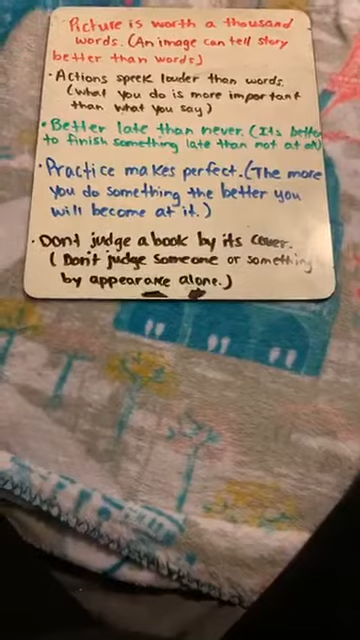 Picture is worth a thousand
words. (An image can tell story
better than words)
• Actions speek louder than words.
(What you do is more important
than what you say)
• Better late than never. (Its better
to finish something late than not at all)
• Practice makes perfect. (The more
you do something the better you
will become at it.)
• Dont judge a book by its cover.
( Don't judge someone or something
by appearance alone.)